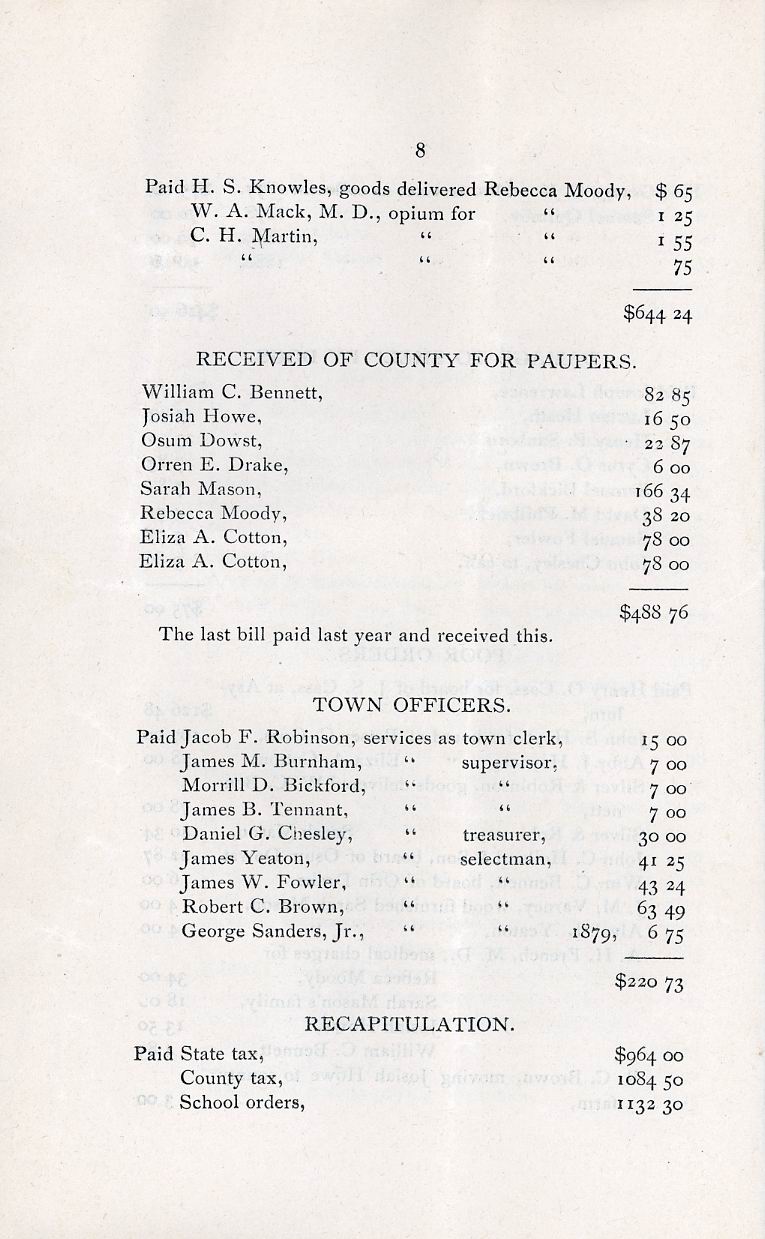 8
Paid H. S. Knowles, goods delivered Rebecca Moody, $ 65
W. A. Mack, M. D., opium for “ 1 25
C. H. Martin, “ “ 1 55
“ “ “ 75
$644 24
RECEIVED OF COUNTY FOR PAUPERS.
William C. Bennett, 82 85
Josiah Howe, 16 50
Osum Dowst, 22 87
Orren E. Drake, 6 00
Sarah Mason, 166 34
Rebecca Moody, 38 20
Eliza A. Cotton, 78 00
Eliza A. Cotton, 78 00
$488 76
The last bill paid last year and received this.
TOWN OFFICERS.
Paid Jacob F. Robinson, services as town clerk, 15 00
James M. Burnham, “ supervisor, 7 00
Morrill D. Bickford, “ “ 7 00
James B. Tennant, “ “ 7 00
Daniel G. Chesley, “ treasurer, 30 00
James Yeaton, “ selectman, 41 25
James W. Fowler, “ “ 43 24
Robert C. Brown, “ “ 63 49
George Sanders, Jr., “ “ 1879, 6 75
$220 73
RECAPITULATION.
Paid State tax, $964 00
County tax, 1084 50
School orders, 1132 30